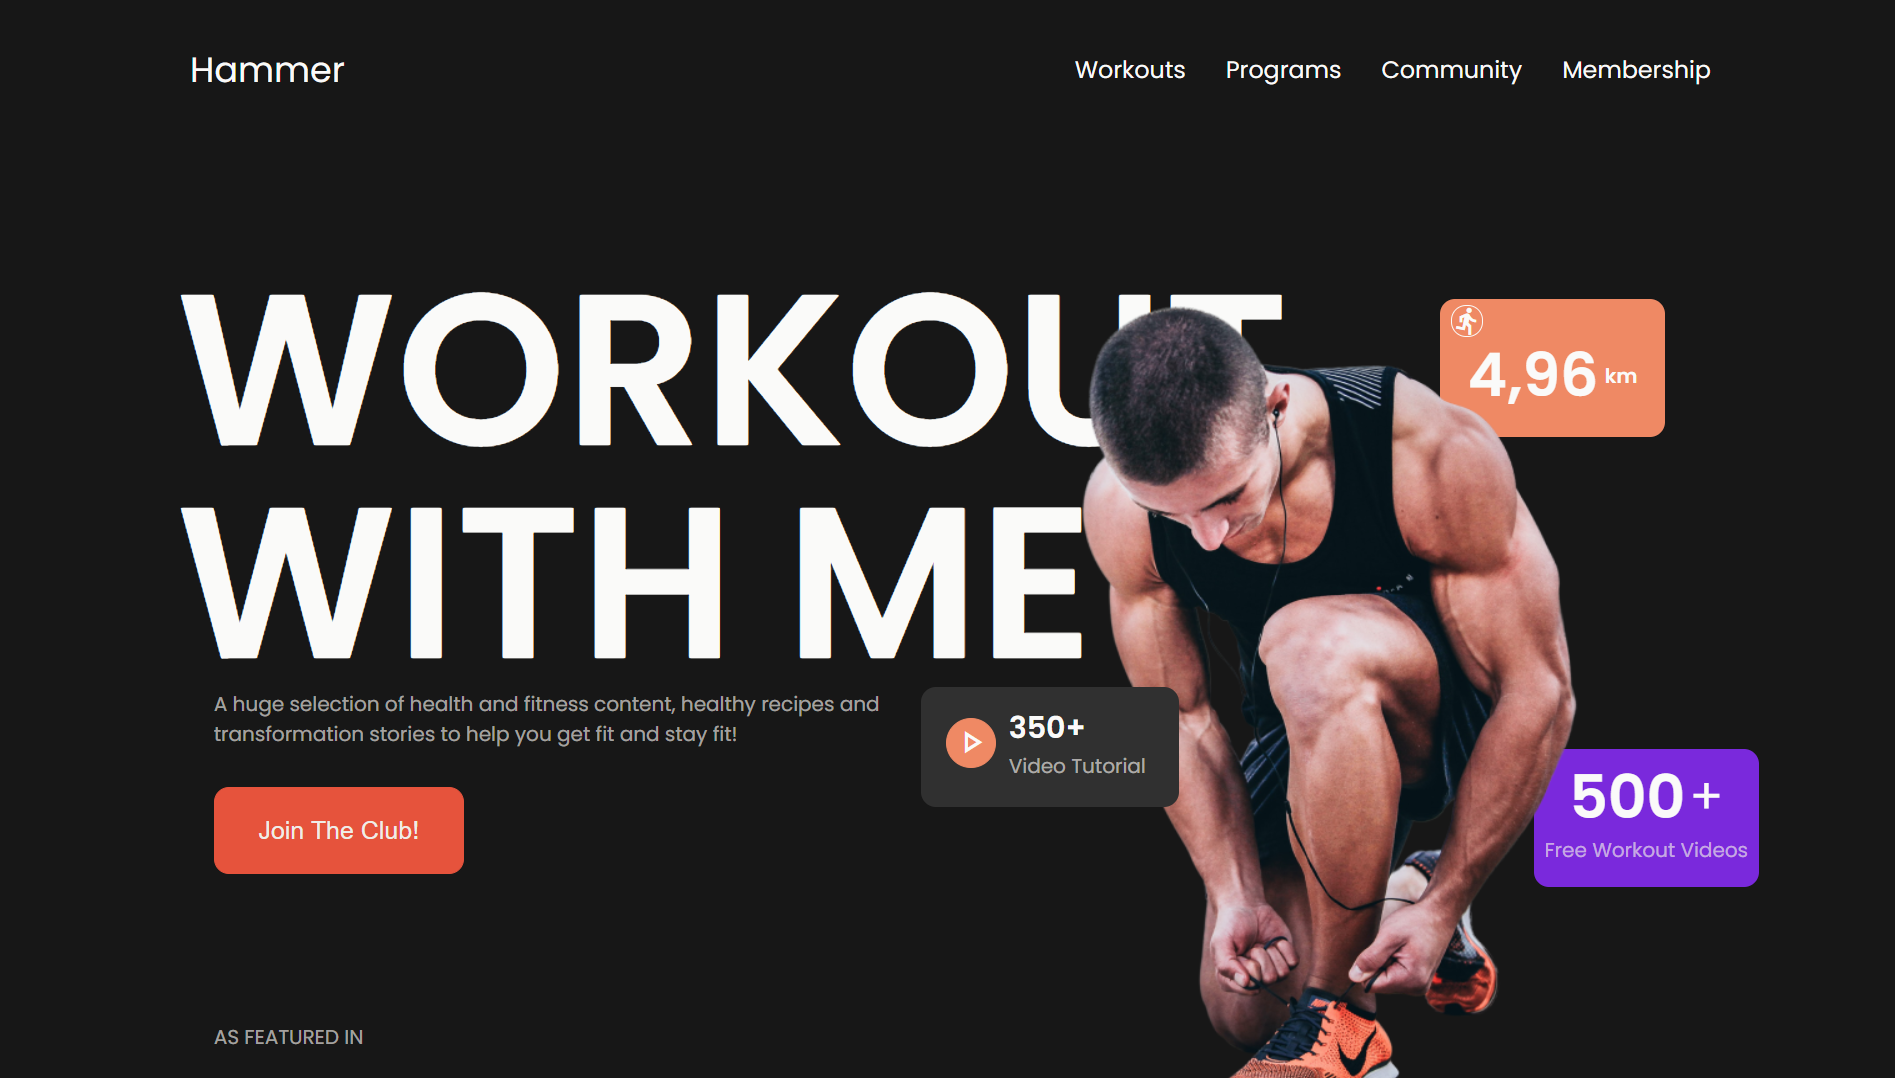 Hammer
Workouts Programs Community Membership
WORKOUT
WITH ME
4,96 km
A huge selection of health and fitness content, healthy recipes and
transformation stories to help you get fit and stay fit!
350+
Video Tutorial
Join The Club!
500+
Free Workout Videos
AS FEATURED IN